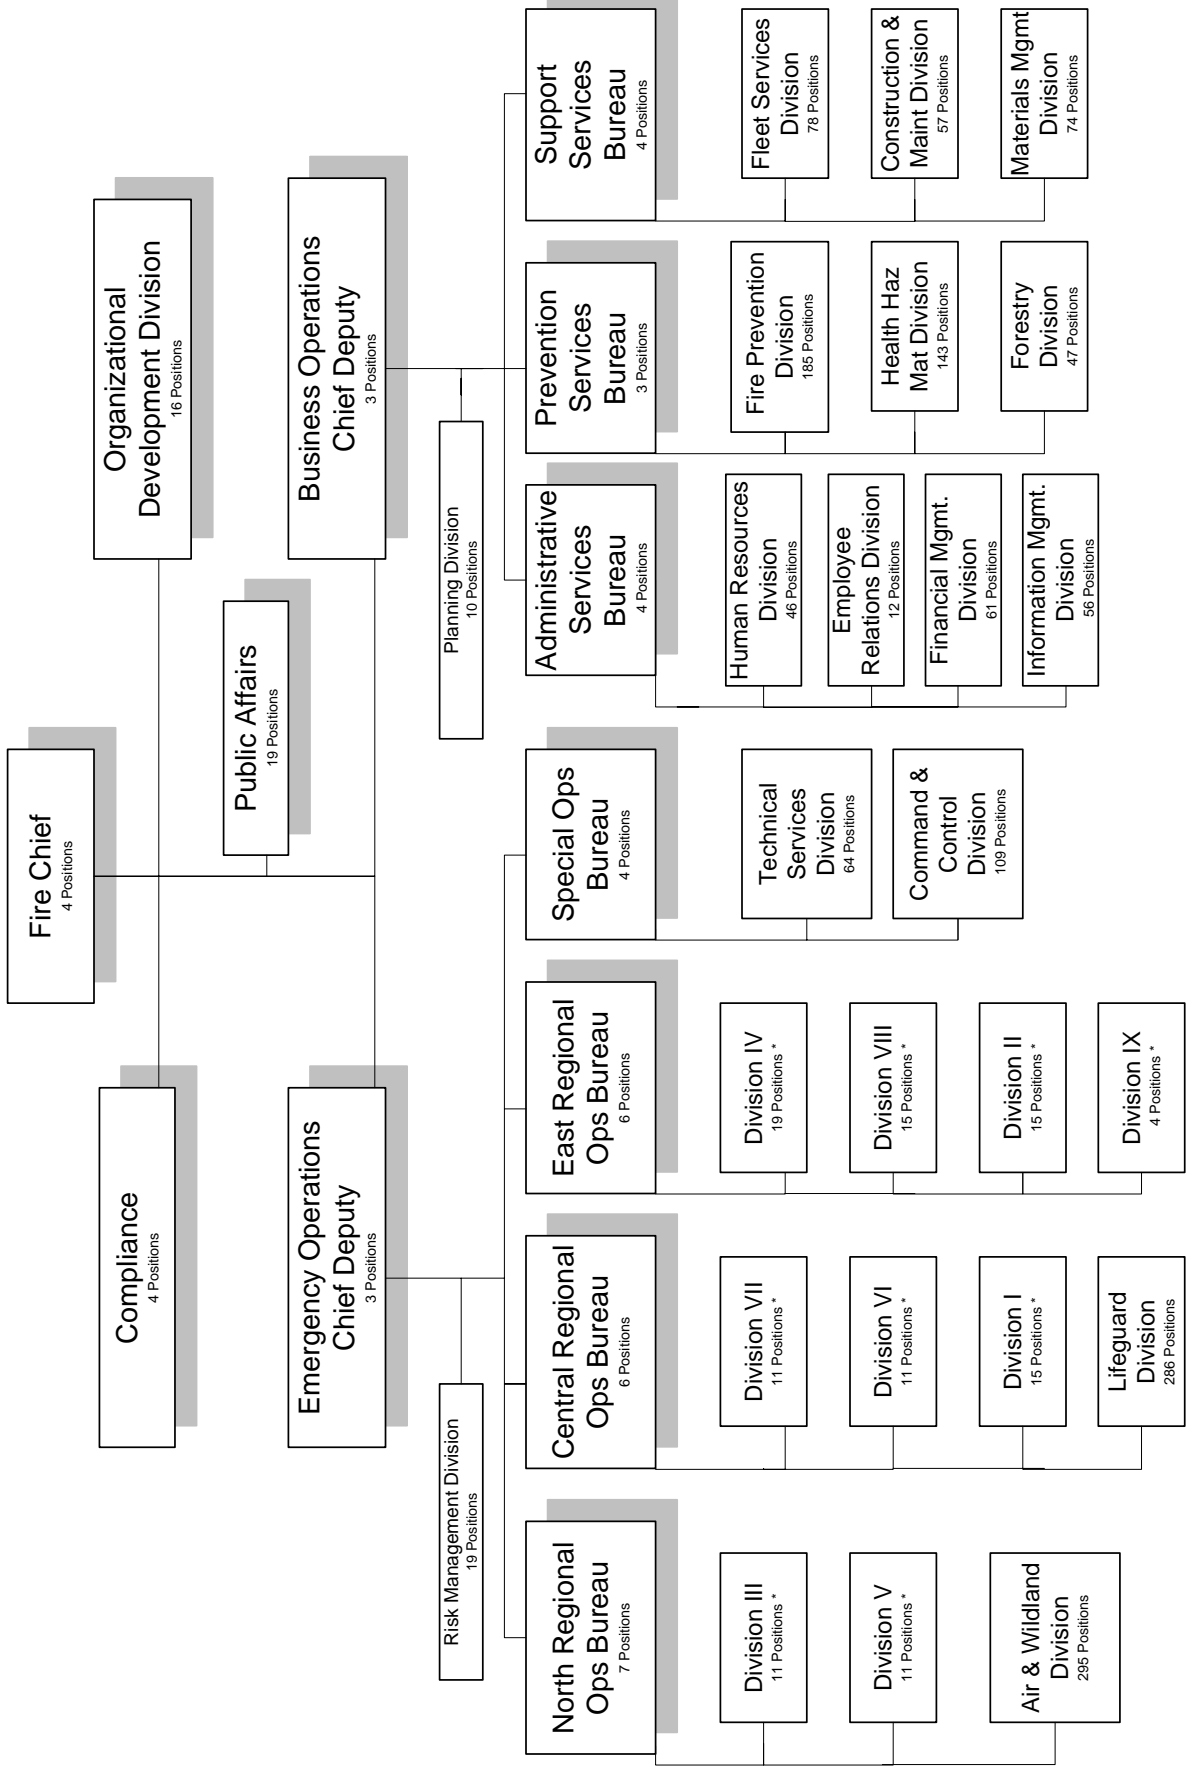 Fire Chief
4 Positions
Compliance
4 Positions
Organizational
Development Division
16 Positions
Public Affairs
19 Positions
Emergency Operations
Chief Deputy
3 Positions
Business Operations
Chief Deputy
3 Positions
Risk Management Division
19 Positions
Planning Division
10 Positions
North Regional
Ops Bureau
7 Positions
Division III
11 Positions *
Division V
11 Positions *
Air & Wildland
Division
295 Positions
Central Regional
Ops Bureau
6 Positions
Division VII
11 Positions *
Division VI
11 Positions *
Division I
15 Positions *
Lifeguard
Division
286 Positions
East Regional
Ops Bureau
6 Positions
Division IV
19 Positions *
Division VIII
15 Positions *
Division II
15 Positions *
Division IX
4 Positions *
Special Ops
Bureau
4 Positions
Technical
Services
Division
64 Positions
Command &
Control
Division
109 Positions
Administrative
Services
Bureau
4 Positions
Human Resources
Division
46 Positions
Employee
Relations Division
12 Positions
Financial Mgmt.
Division
61 Positions
Information Mgmt.
Division
56 Positions
Prevention
Services
Bureau
3 Positions
Fire Prevention
Division
185 Positions
Health Haz
Mat Division
143 Positions
Forestry
Division
47 Positions
Support
Services
Bureau
4 Positions
Fleet Services
Division
78 Positions
Construction &
Maint Division
57 Positions
Materials Mgmt
Division
74 Positions